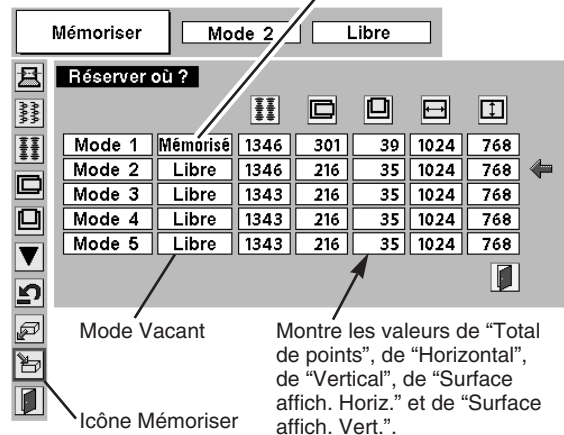 Mémoriser Mode 2 Libre
Réserver où ?
Mode 1 Mémorisé 1346 301 39 1024 768
Mode 2 Libre 1346 216 35 1024 768
Mode 3 Libre 1343 216 35 1024 768
Mode 4 Libre 1343 216 35 1024 768
Mode 5 Libre 1343 216 35 1024 768
Mode Vacant
Montre les valeurs de “Total
de points”, de “Horizontal”,
de “Vertical”, de “Surface
affich. Horiz.” et de “Surface
affich. Vert.”.
Icône Mémoriser